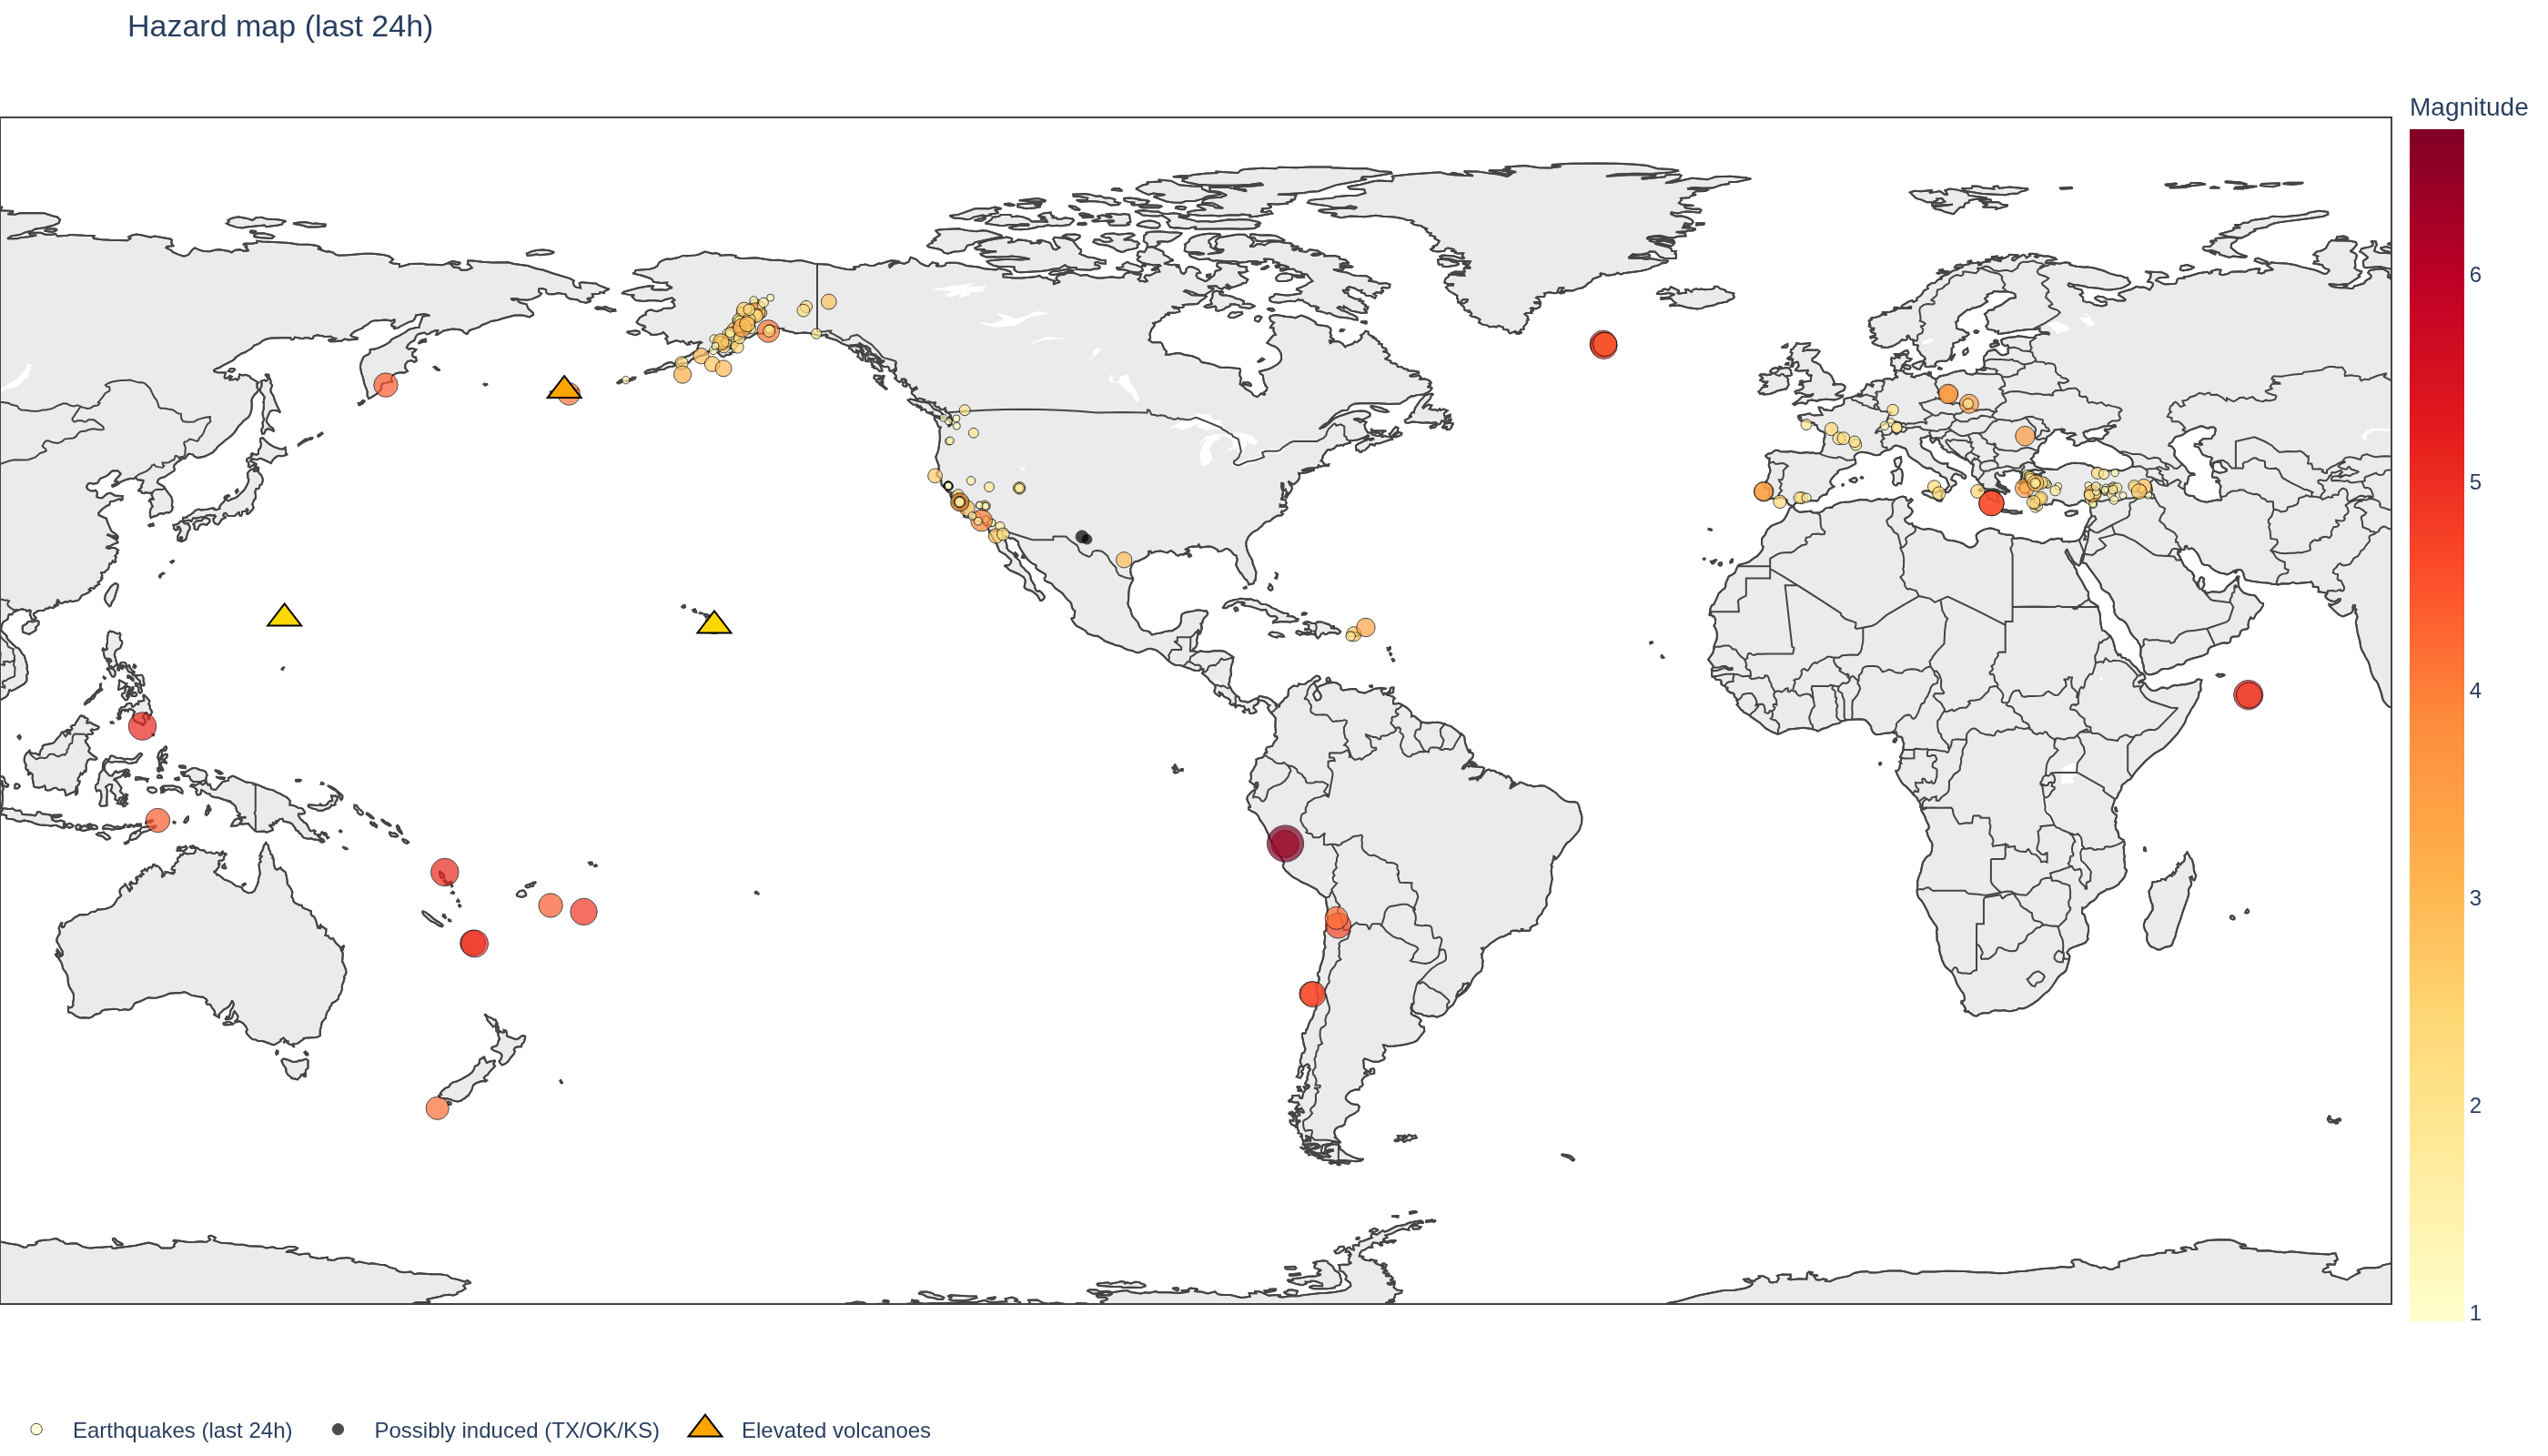 Hazard map (last 24h)
Magnitude
6
5
4
3
2
1
Earthquakes (last 24h)
Possibly induced (TX/OK/KS)
Elevated volcanoes